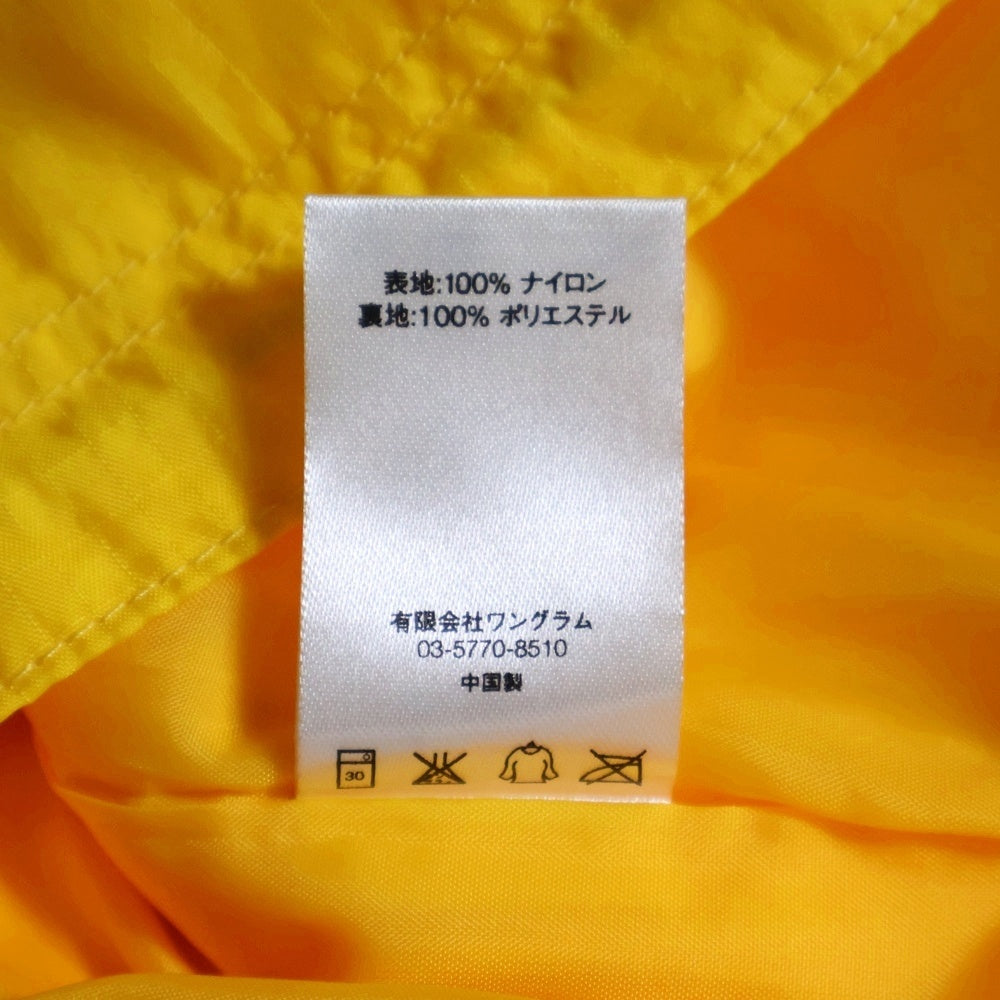 表地:100% ナイロン
裏地:100% ポリエステル
有限会社ワングラム
03-5770-8510
中国製
30